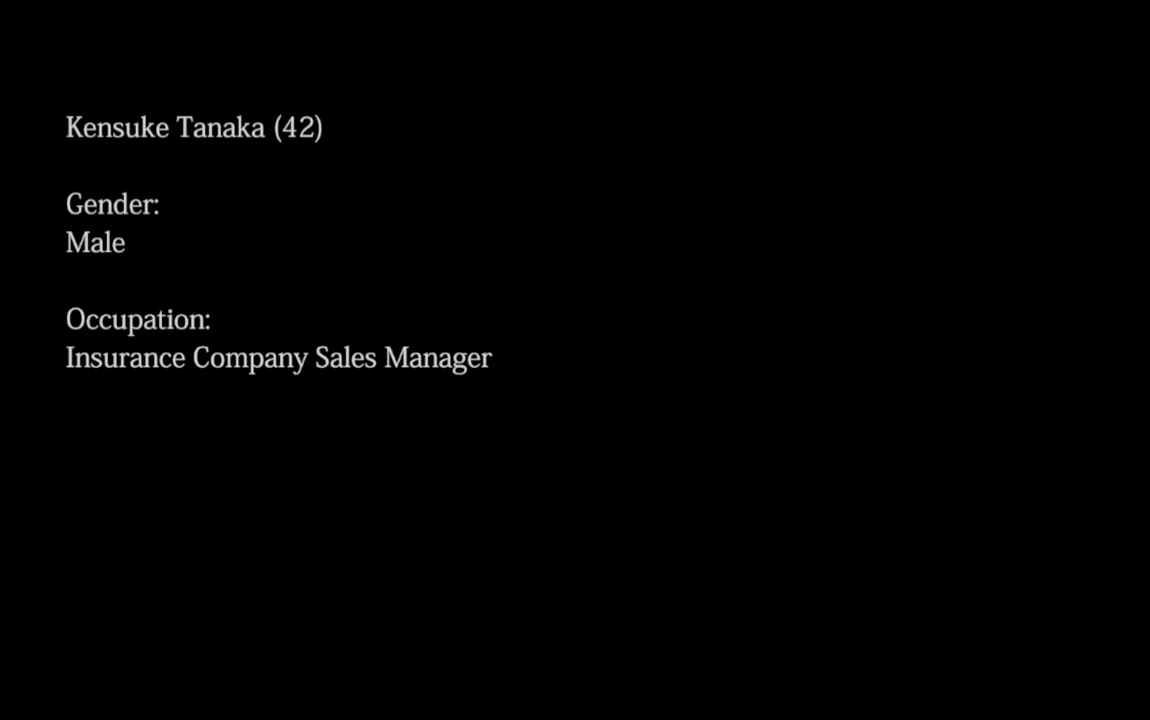 Kensuke Tanaka (42)
Gender:
Male
Occupation:
Insurance Company Sales Manager